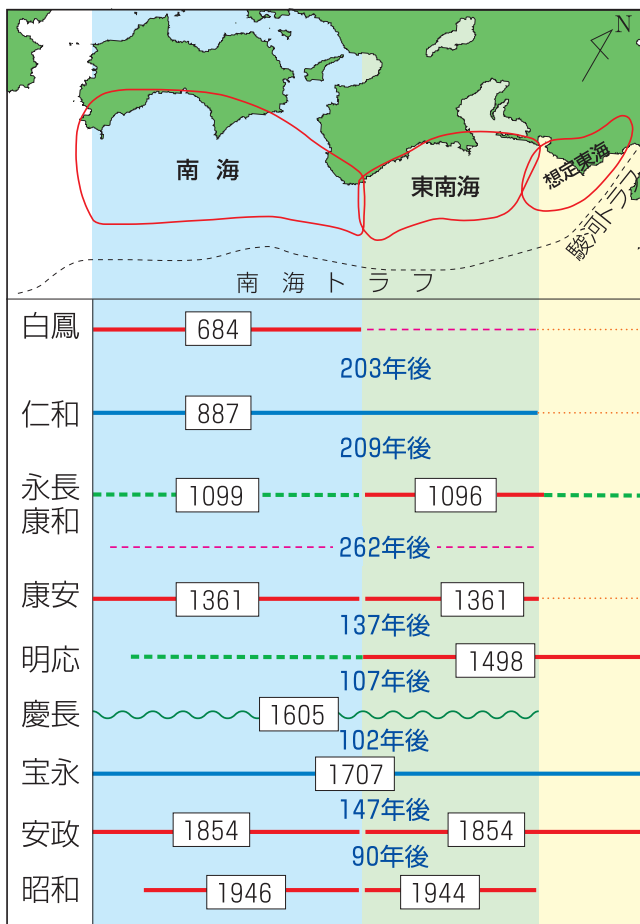 N
南海
東南海
想定東海
駿河トラフ
南海トラフ
白鳳
684
203年後
仁和
887
209年後
永長
康和
1099
1096
262年後
康安
1361
1361
137年後
明応
1498
107年後
慶長
1605
102年後
宝永
1707
147年後
安政
1854
1854
90年後
昭和
1946
1944